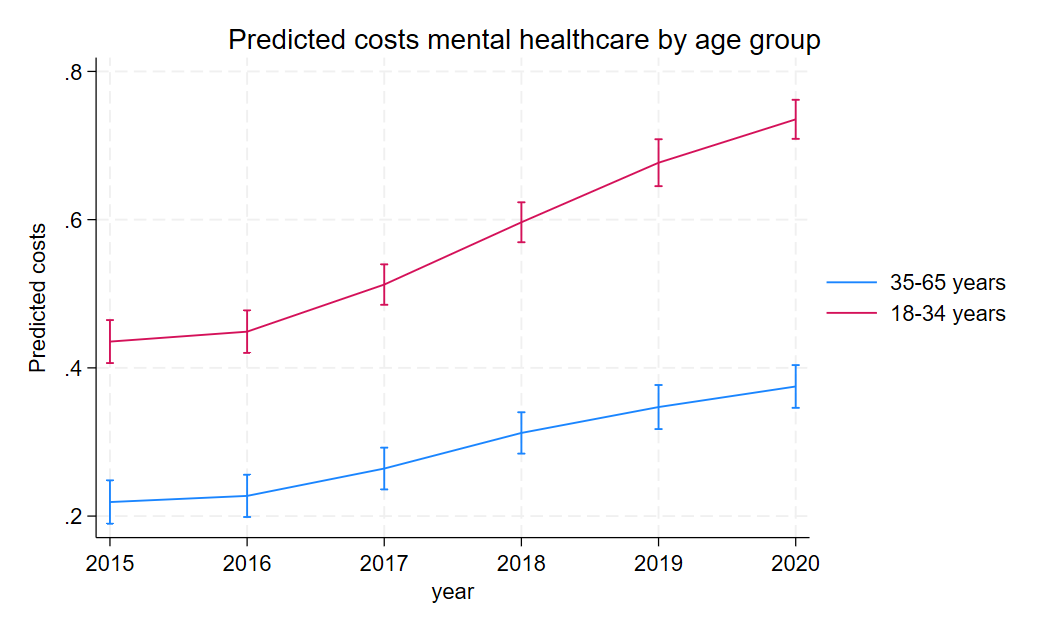 Predicted costs mental healthcare by age group
.8
.6
.4
.2
Predicted costs
2015 2016 2017 2018 2019 2020
year
35-65 years
18-34 years